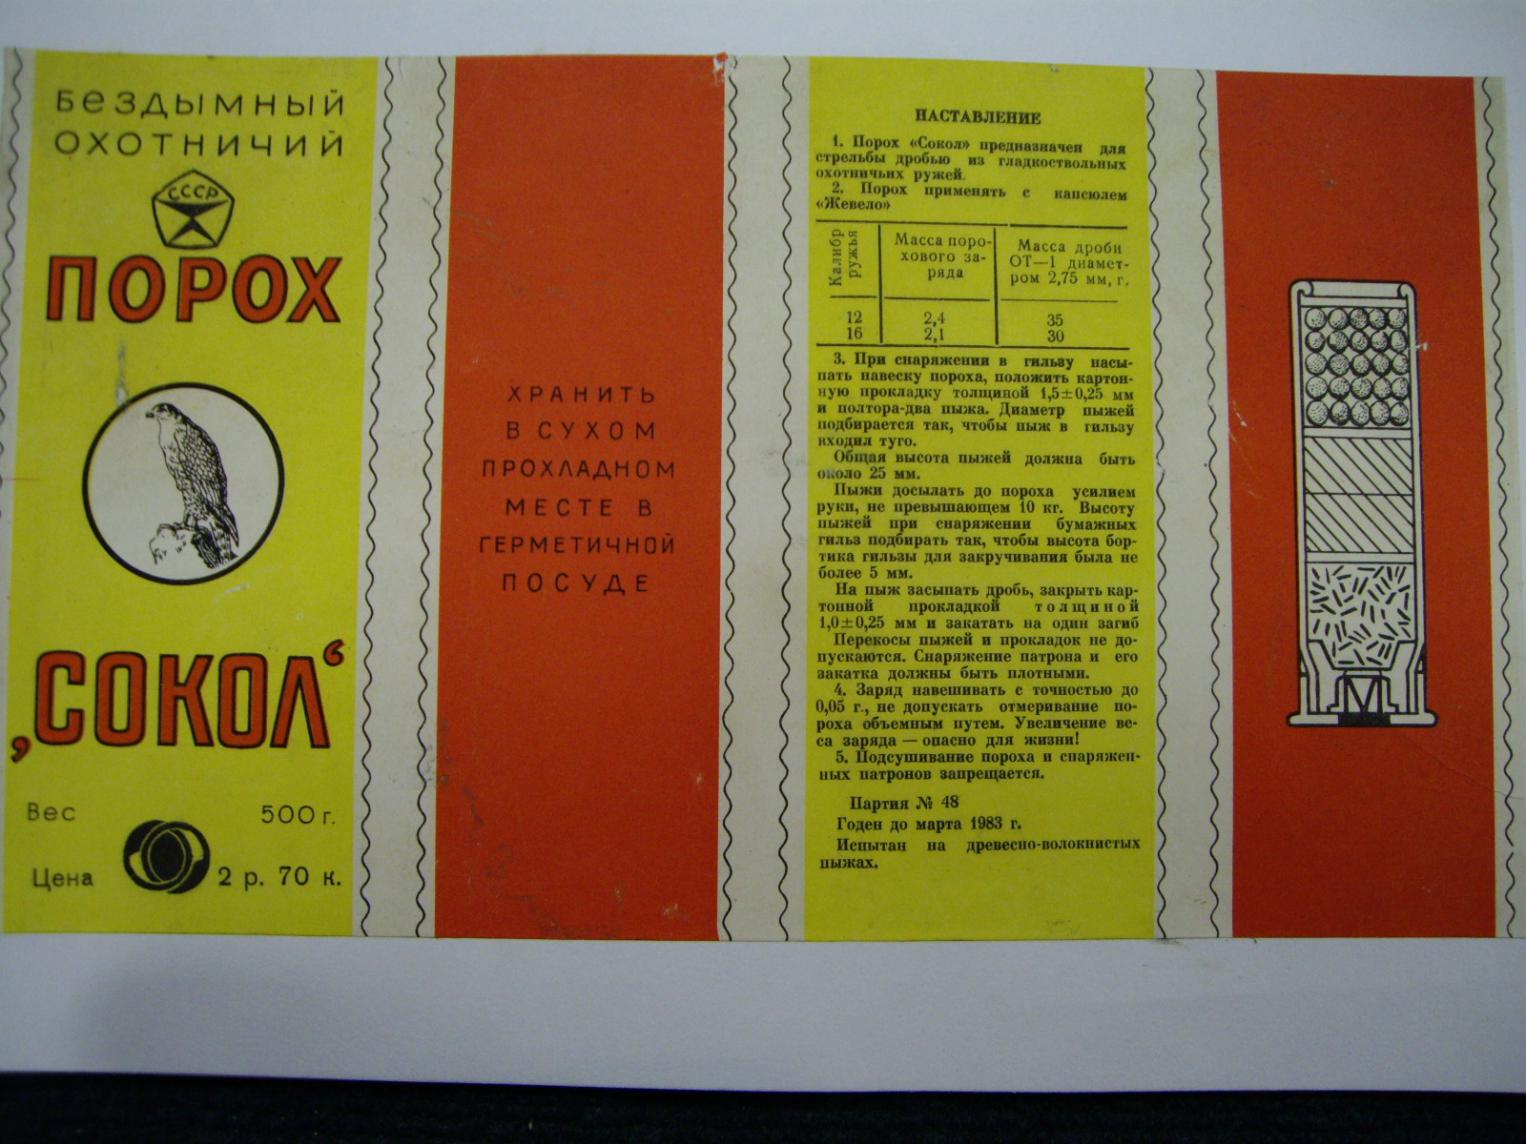 Бездымный
охотничий
СССР
ПОРОХ
„СОКОЛ“
Вес 500 г.
Цена 2 р. 70 к.
ХРАНИТЬ
В СУХОМ
ПРОХЛАДНОМ
МЕСТЕ В
ГЕРМЕТИЧНОЙ
ПОСУДЕ
НАСТАВЛЕНИЕ
1. Порох «Сокол» предназначен для
стрельбы дробью из гладкоствольных
охотничьих ружей.
2. Порох применять с капсюлем
«Жевело»
Калибр
ружья
Масса поро-
хового за-
ряда
Масса дроби
ОТ—1 диамет-
ром 2,75 мм, г.
12 2,4 35
16 2,1 30
3. При снаряжении в гильзу насы-
пать навеску пороха, положить картон-
ную прокладку толщиной 1,5±0,25 мм
и полтора-два пыжа. Диаметр пыжей
подбирается так, чтобы пыж в гильзу
входил туго.
Общая высота пыжей должна быть
около 25 мм.
Пыжи досылать до пороха усилием
руки, не превышающем 10 кг. Высоту
пыжей при снаряжении бумажных
гильз подбирать так, чтобы высота бор-
тика гильзы для закручивания была не
более 5 мм.
На пыж засыпать дробь, закрыть кар-
тонной прокладкой толщиной
1,0±0,25 мм и закатать на один загиб
Перекосы пыжей и прокладок не до-
пускаются. Снаряжение патрона и его
закатка должны быть плотными.
4. Заряд навешивать с точностью до
0,05 г., не допускать отмеривание по-
роха объемным путем. Увеличение ве-
са заряда — опасно для жизни!
5. Подсушивание пороха и снаряжен-
ных патронов запрещается.
Партия № 48
Годен до марта 1983 г.
Испытан на древесно-волокнистых
пыжах.